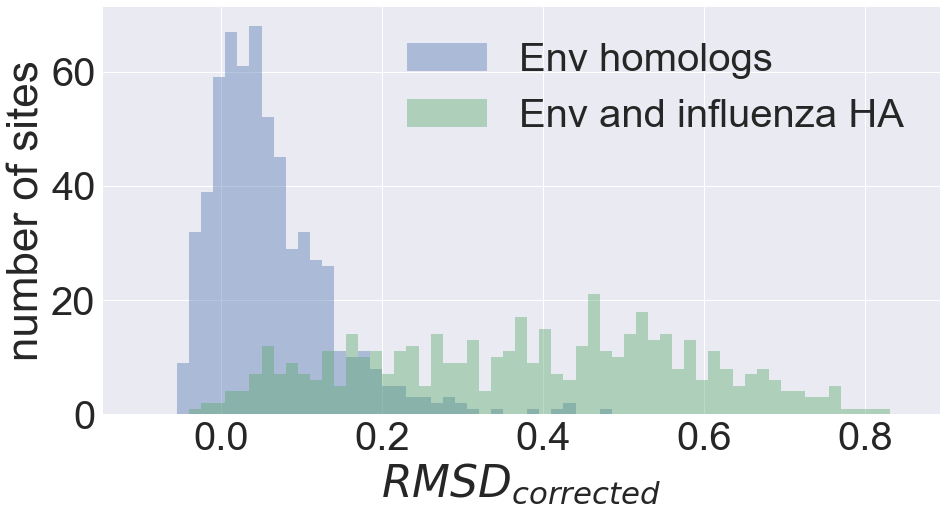 Env homologs
Env and influenza HA
number of sites
60
40
20
0
0.0 0.2 0.4 0.6 0.8
RMSD_corrected